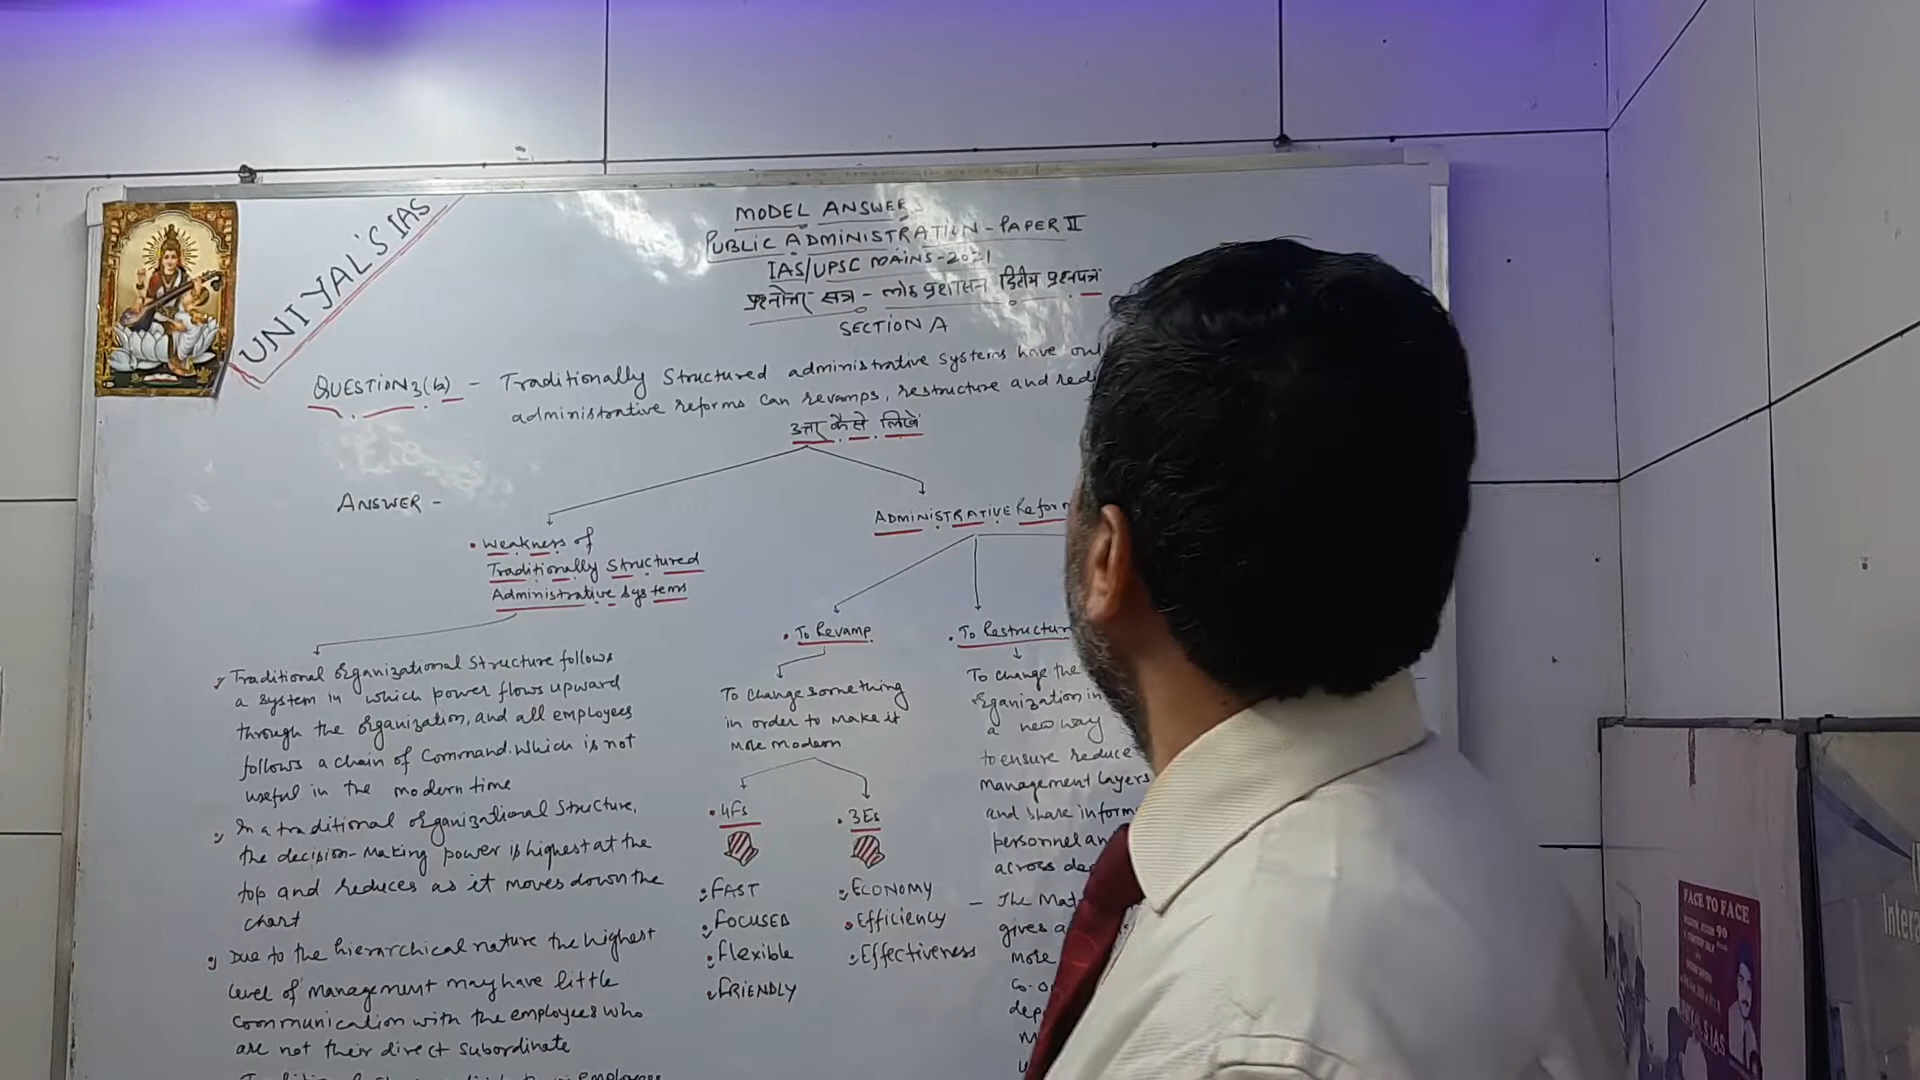 UNIYAL'S IAS
MODEL ANSWERS
PUBLIC ADMINISTRATION - PAPER II
IAS/UPSC MAINS-2021
प्रश्नोत्तर सत्र - लोक प्रशासन द्वितीय प्रश्नपत्र
SECTION A
QUESTION 3(b) - Traditionally Structured administrative systems have
administrative reforms can revamps, restructure and
उत्तर कैसे लिखें
ANSWER -
• Weakness of
Traditionally Structured
Administrative Systems
Traditional Organizational Structure follows
a system in which power flows upward
through the organization, and all employees
follows a chain of Command. Which is not
useful in the modern time
In a traditional organizational structure,
the decision-making power is highest at the
top and reduces as it moves down the
chart
Due to the hierarchical nature the highest
level of management may have little
communication with the employees who
are not their direct subordinate
ADMINISTRATIVE
• To Revamp
To change something
in order to make it
More modern
• 4Fs
FAST
FOCUSED
Flexible
FRIENDLY
• 3Es
ECONOMY
Efficiency
Effectiveness
• To
To change the
organization in
a new way
to ensure reduce
management layers
and share
personnel
across
- The
gives a
more
FACE TO FACE